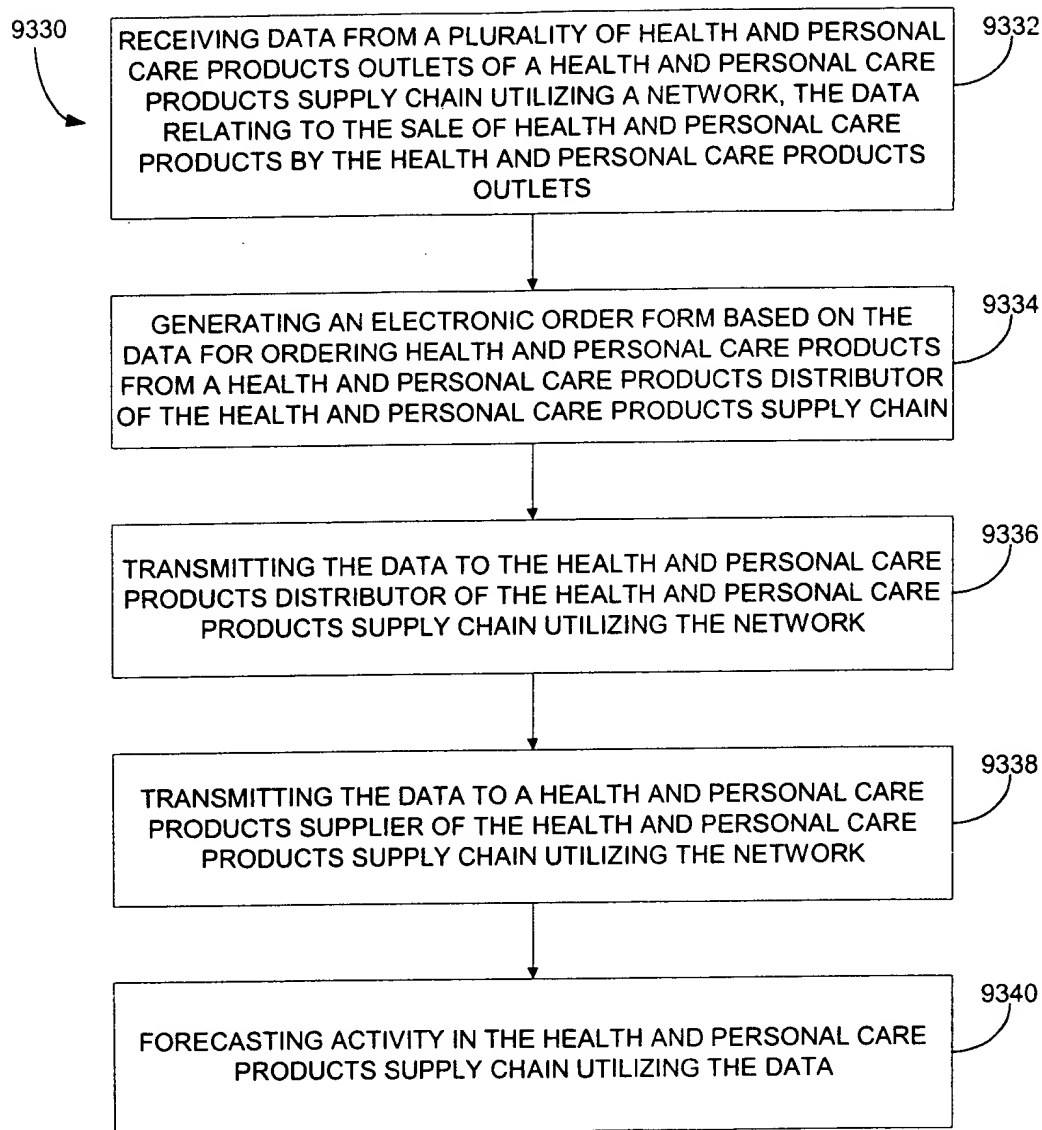 9330
RECEIVING DATA FROM A PLURALITY OF HEALTH AND PERSONAL
CARE PRODUCTS OUTLETS OF A HEALTH AND PERSONAL CARE
PRODUCTS SUPPLY CHAIN UTILIZING A NETWORK, THE DATA
RELATING TO THE SALE OF HEALTH AND PERSONAL CARE
PRODUCTS BY THE HEALTH AND PERSONAL CARE PRODUCTS
OUTLETS
9332
GENERATING AN ELECTRONIC ORDER FORM BASED ON THE
DATA FOR ORDERING HEALTH AND PERSONAL CARE PRODUCTS
FROM A HEALTH AND PERSONAL CARE PRODUCTS DISTRIBUTOR
OF THE HEALTH AND PERSONAL CARE PRODUCTS SUPPLY CHAIN
9334
TRANSMITTING THE DATA TO THE HEALTH AND PERSONAL CARE
PRODUCTS DISTRIBUTOR OF THE HEALTH AND PERSONAL CARE
PRODUCTS SUPPLY CHAIN UTILIZING THE NETWORK
9336
TRANSMITTING THE DATA TO A HEALTH AND PERSONAL CARE
PRODUCTS SUPPLIER OF THE HEALTH AND PERSONAL CARE
PRODUCTS SUPPLY CHAIN UTILIZING THE NETWORK
9338
FORECASTING ACTIVITY IN THE HEALTH AND PERSONAL CARE
PRODUCTS SUPPLY CHAIN UTILIZING THE DATA
9340